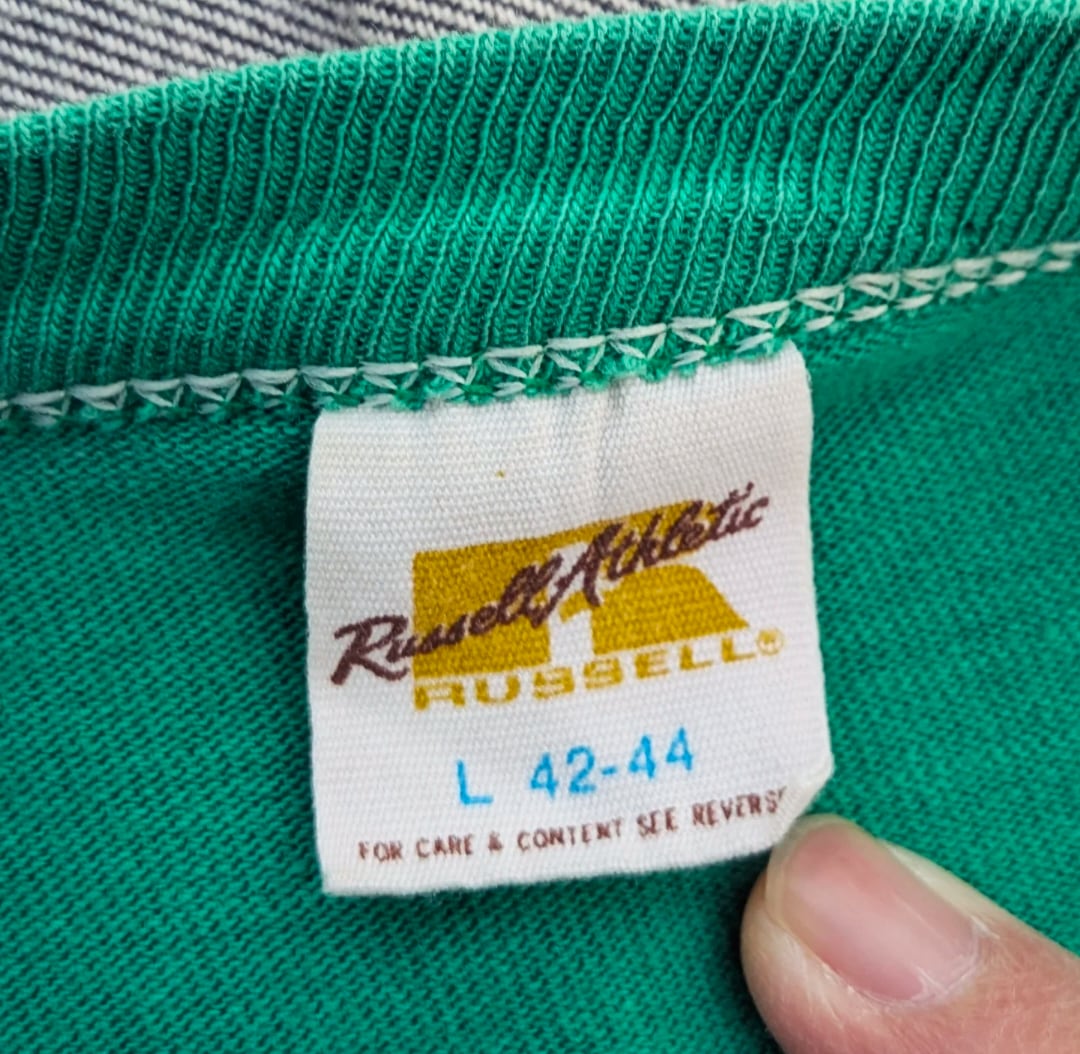 Russell Athletic
RUSSELL®
L 42-44
FOR CARE & CONTENT SEE REVERSE